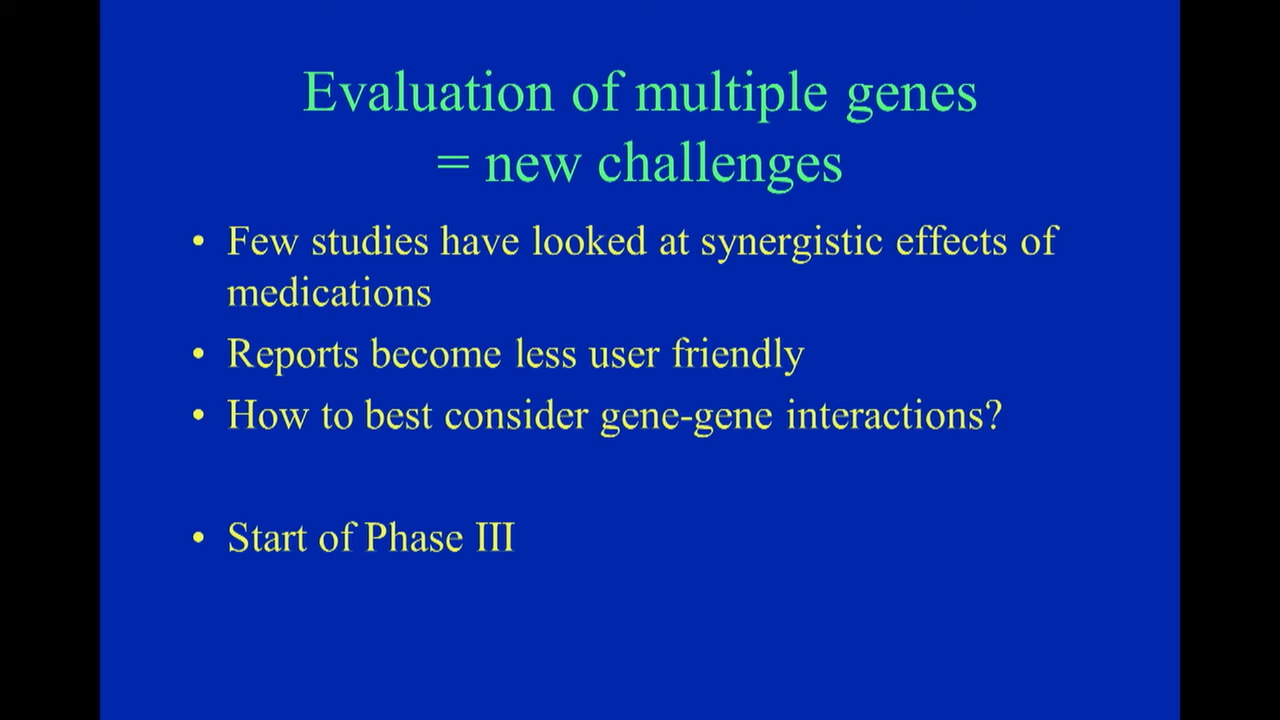 Evaluation of multiple genes
= new challenges
• Few studies have looked at synergistic effects of
medications
• Reports become less user friendly
• How to best consider gene-gene interactions?
• Start of Phase III